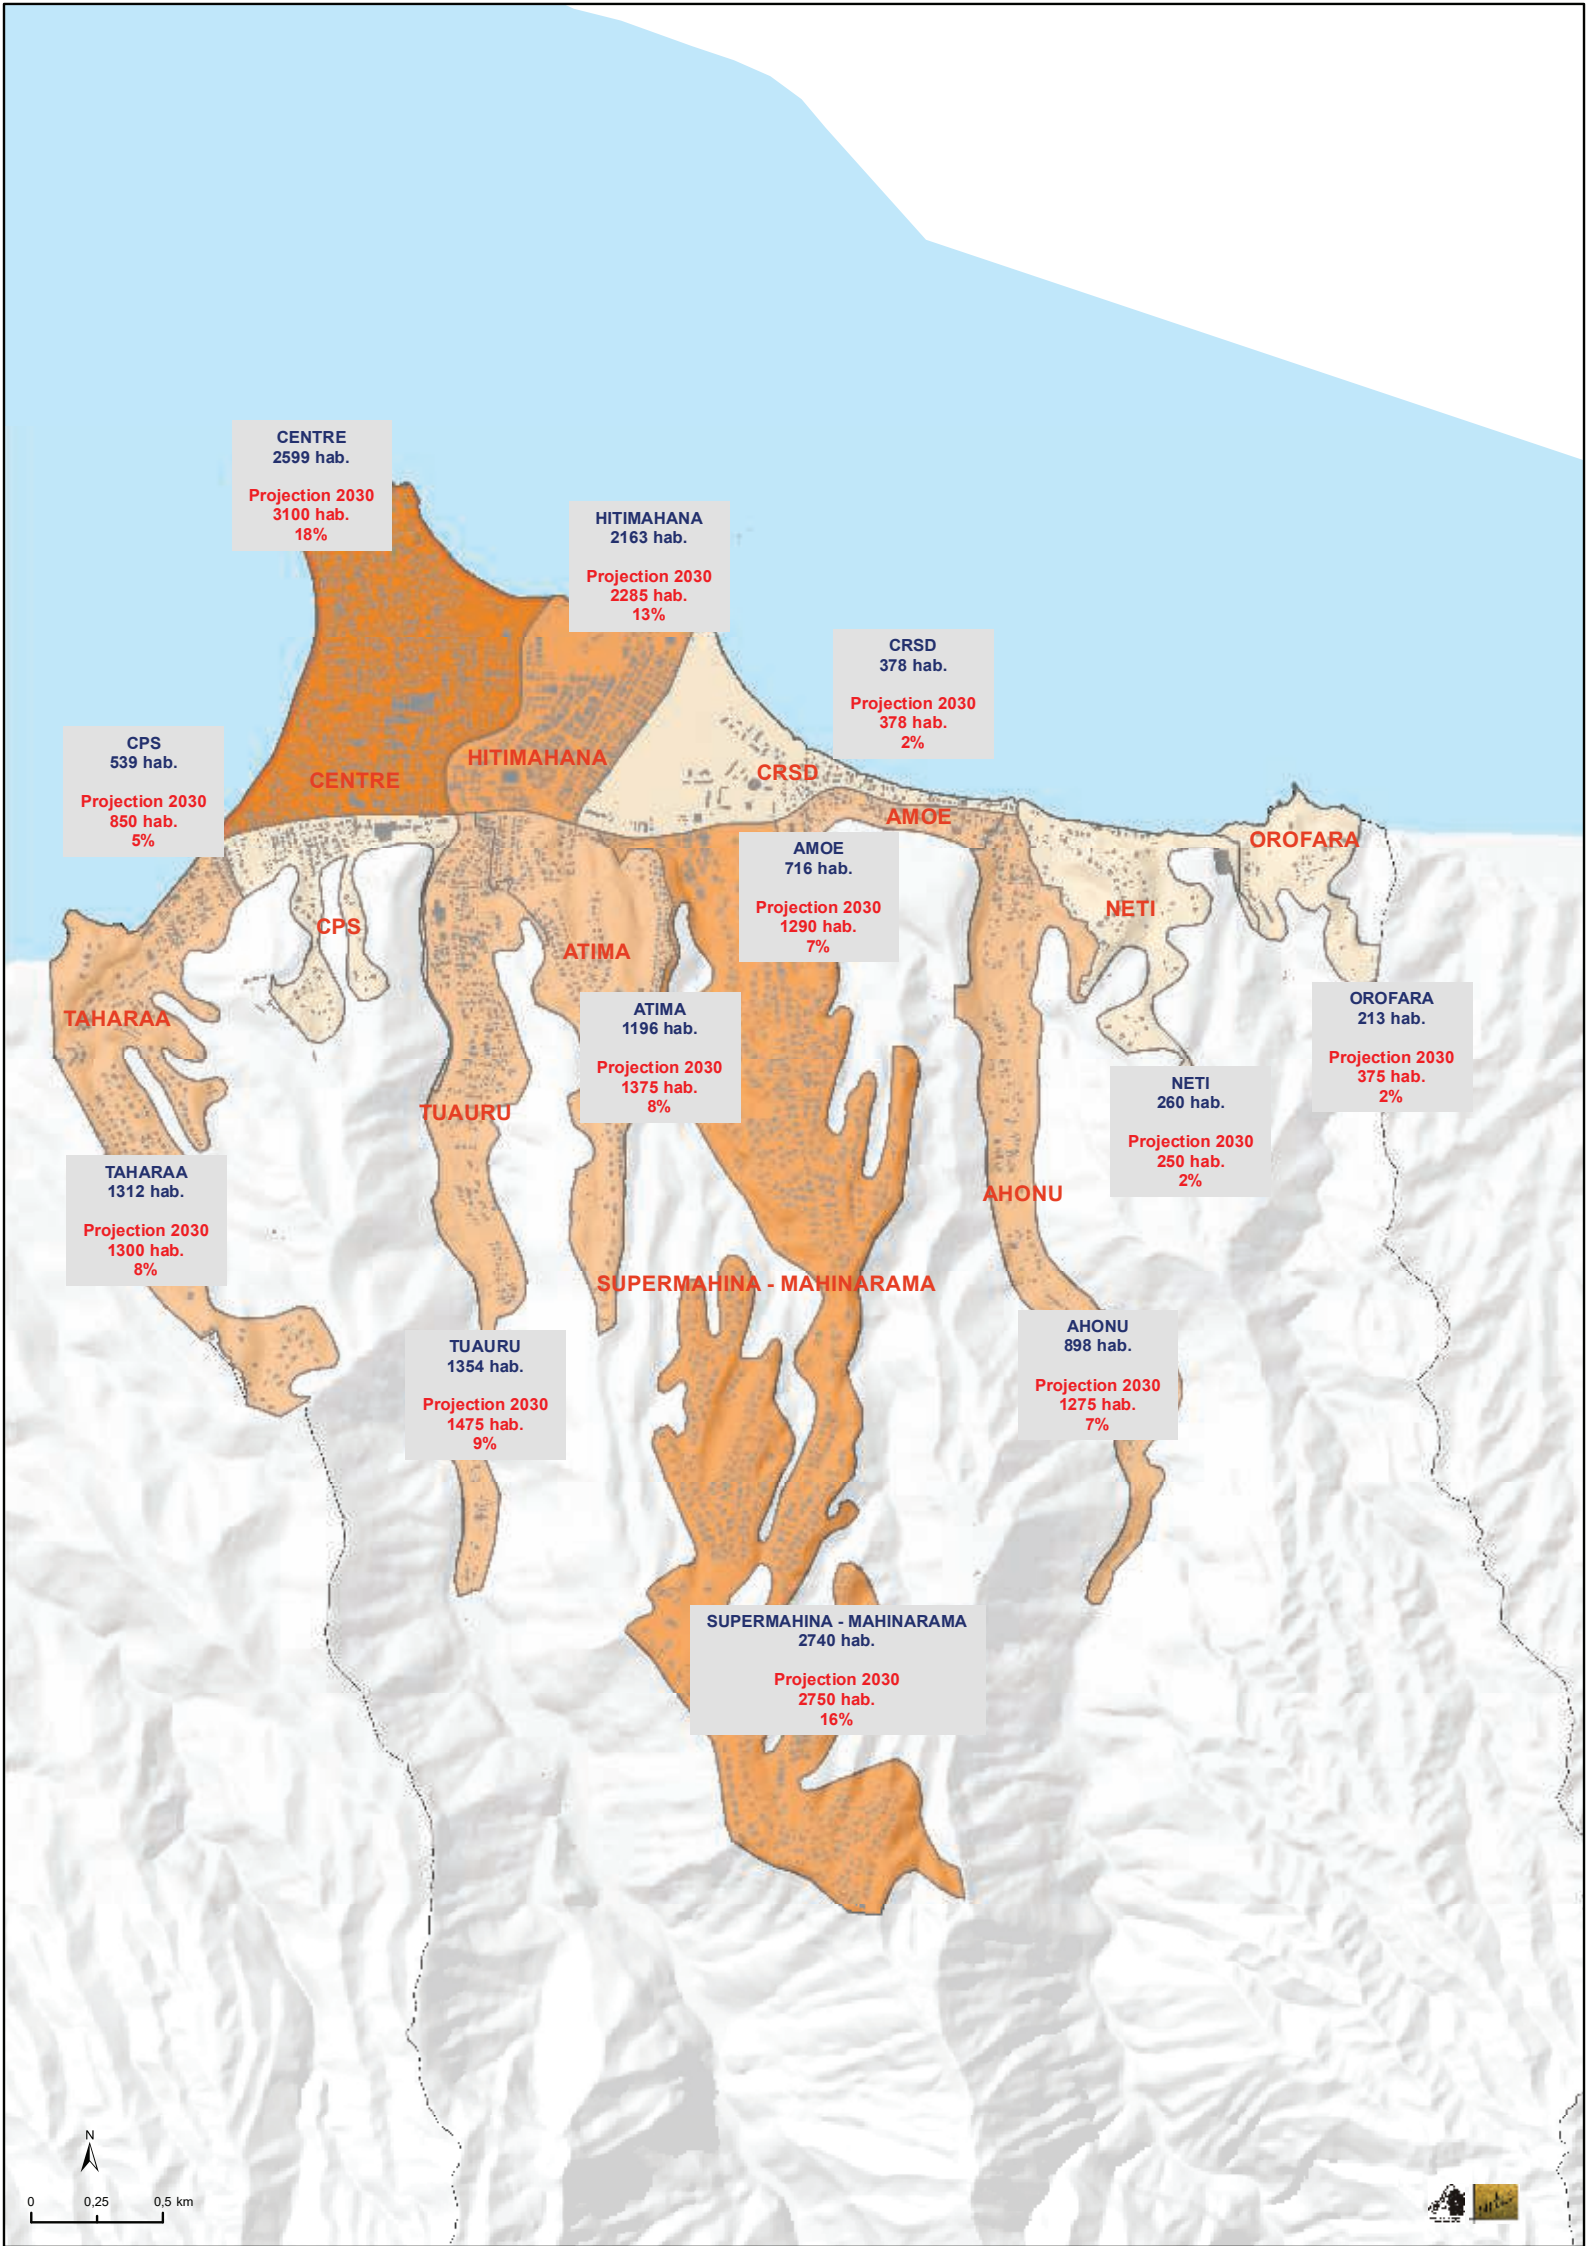 CENTRE
2599 hab.
Projection 2030
3100 hab.
18%
HITIMAHANA
2163 hab.
Projection 2030
2285 hab.
13%
CRSD
378 hab.
Projection 2030
378 hab.
2%
CPS
539 hab.
Projection 2030
850 hab.
5%
HITIMAHANA
CENTRE
CRSD
AMOE
OROFARA
AMOE
716 hab.
Projection 2030
1290 hab.
7%
CPS
NETI
ATIMA
TAHARAA
ATIMA
1196 hab.
Projection 2030
1375 hab.
8%
OROFARA
213 hab.
Projection 2030
375 hab.
2%
NETI
260 hab.
Projection 2030
250 hab.
2%
TUAURU
TAHARAA
1312 hab.
Projection 2030
1300 hab.
8%
AHONU
SUPERMAHINA - MAHINARAMA
TUAURU
1354 hab.
Projection 2030
1475 hab.
9%
AHONU
898 hab.
Projection 2030
1275 hab.
7%
SUPERMAHINA - MAHINARAMA
2740 hab.
Projection 2030
2750 hab.
16%
N
0 0,25 0,5 km